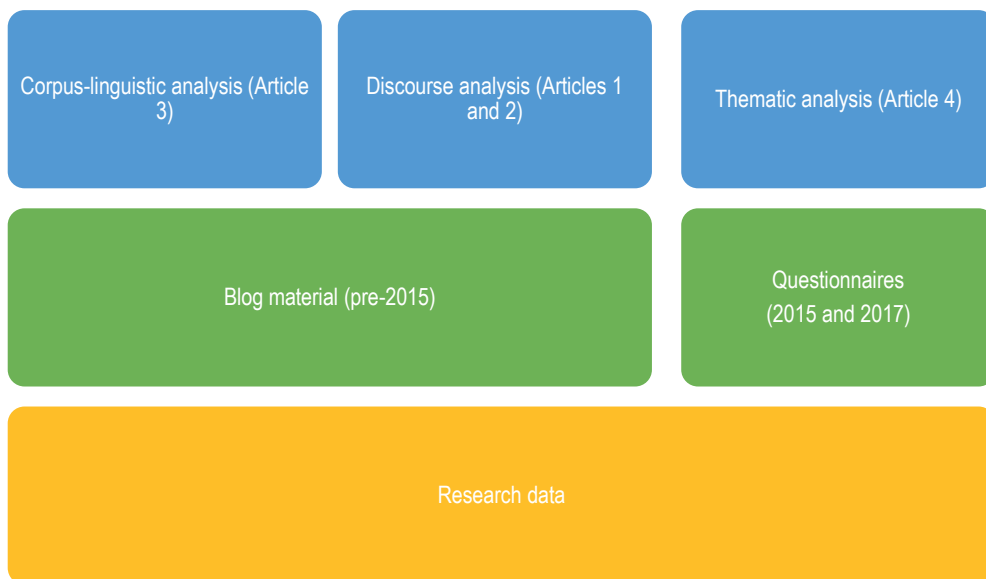 Corpus-linguistic analysis (Article
3)
Discourse analysis (Articles 1
and 2)
Thematic analysis (Article 4)
Blog material (pre-2015)
Questionnaires
(2015 and 2017)
Research data